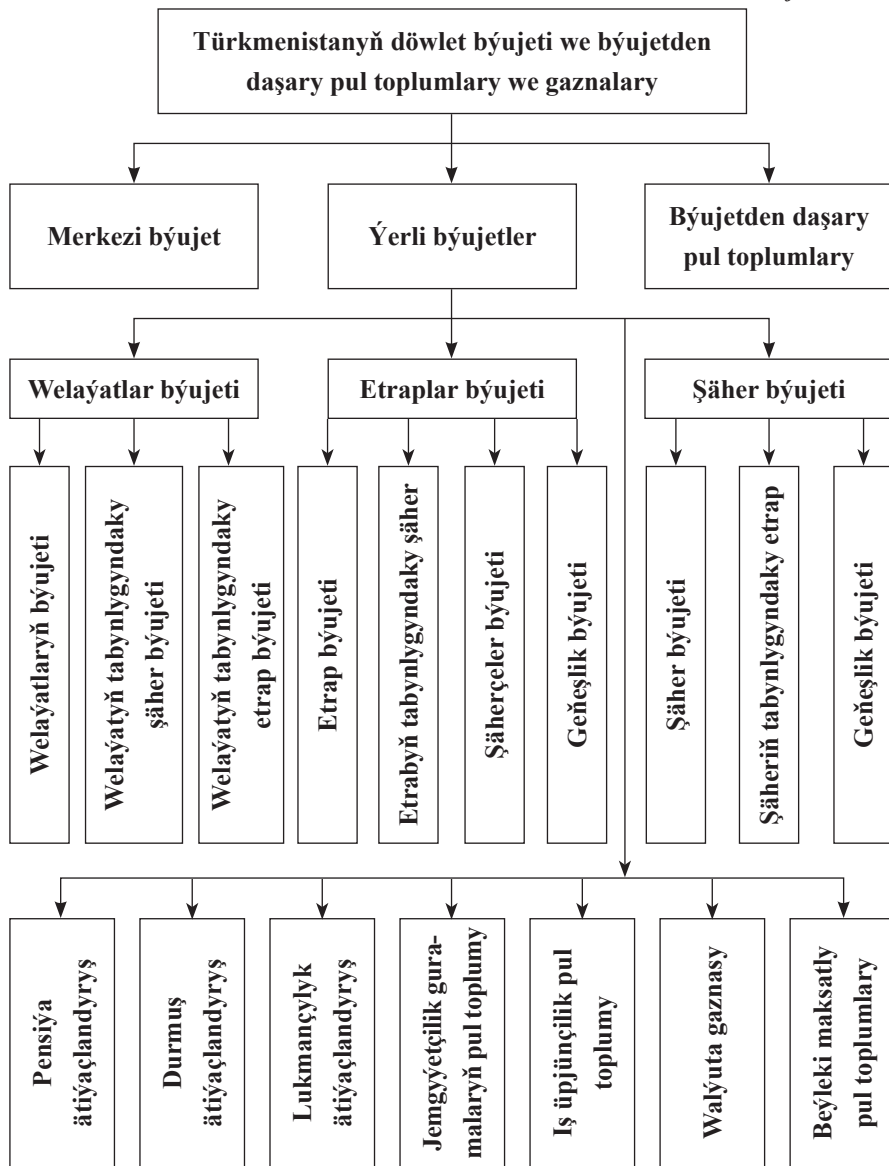 Türkmenistanyň döwlet býujeti we býujetden
daşary pul toplumlary we gaznalary
Merkezi býujet
Ýerli býujetler
Býujetden daşary
pul toplumlary
Welaýatlar býujeti
Etraplar býujeti
Şäher býujeti
Welaýatlaryň býujeti
Welaýatyň tabynlygyndaky
şäher býujeti
Welaýatyň tabynlygyndaky
etrap býujeti
Etrap býujeti
Etrabyň tabynlygyndaky şäher
Şäherçeler býujeti
Geňeşlik býujeti
Şäher býujeti
Şäheriň tabynlygyndaky etrap
Geňeşlik býujeti
Pensiýa
ätiýaçlandyryş
Durmuş
ätiýaçlandyryş
Lukmançylyk
ätiýaçlandyryş
Jemgyýetçilik gura-
malaryň pul toplumy
Iş üpjünçilik pul
toplumy
Walýuta gaznasy
Beýleki maksatly
pul toplumlary